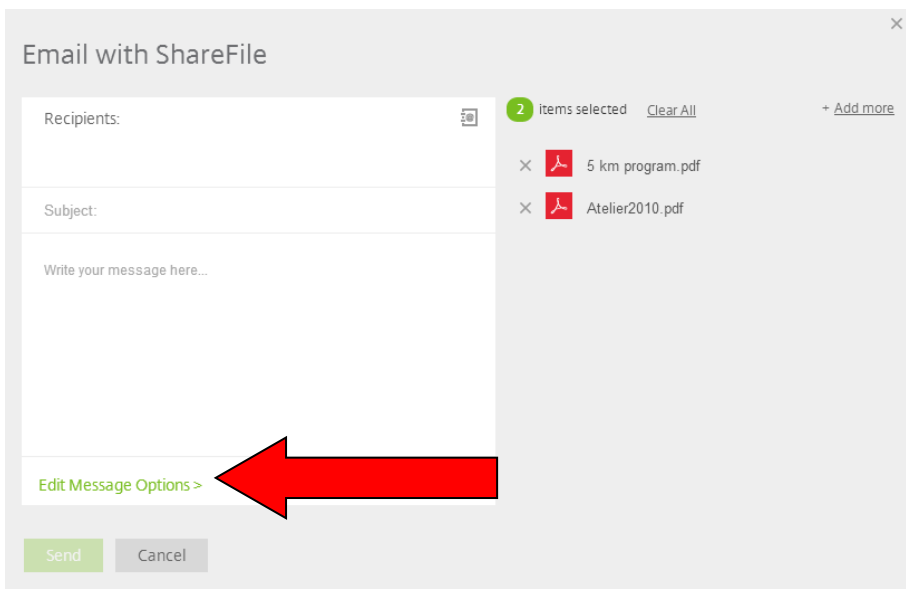 Email with ShareFile
Recipients:
Subject:
Write your message here...
Edit Message Options >
Send Cancel
2 items selected Clear All + Add more
5 km program.pdf
Atelier2010.pdf